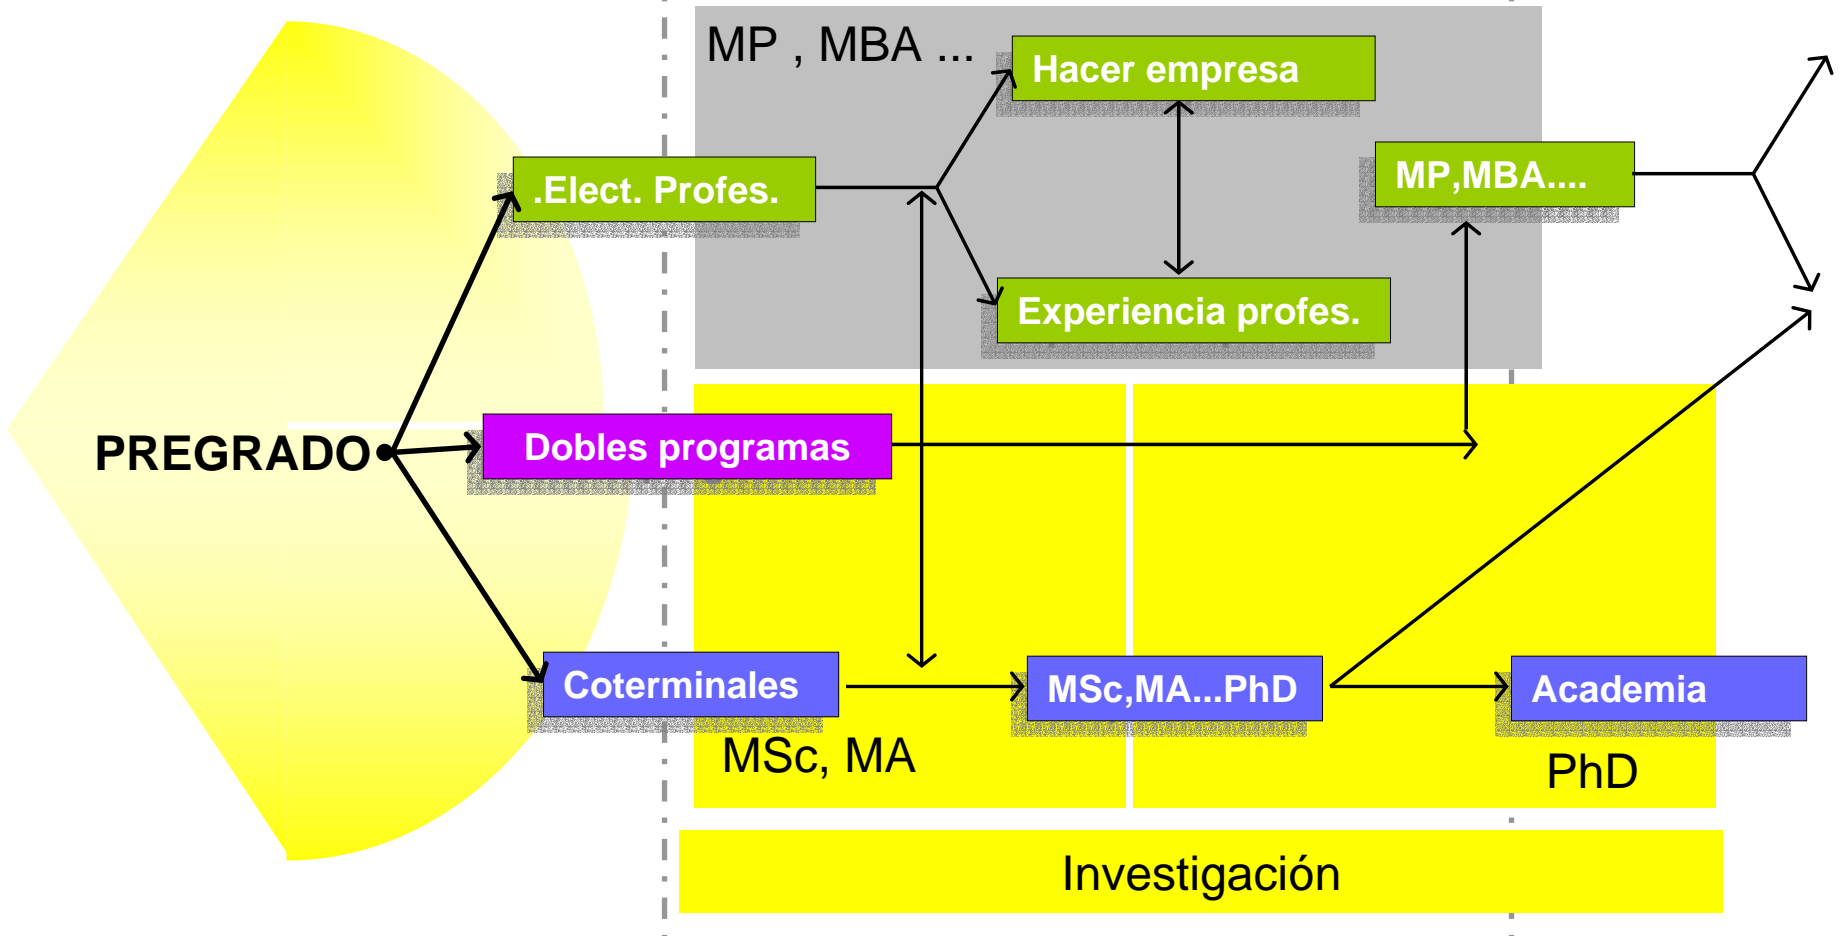 MP , MBA ...
Hacer empresa
.Elect. Profes.
MP,MBA....
Experiencia profes.
PREGRADO
Dobles programas
Coterminales
MSc,MA...PhD
Academia
MSc, MA
PhD
Investigación